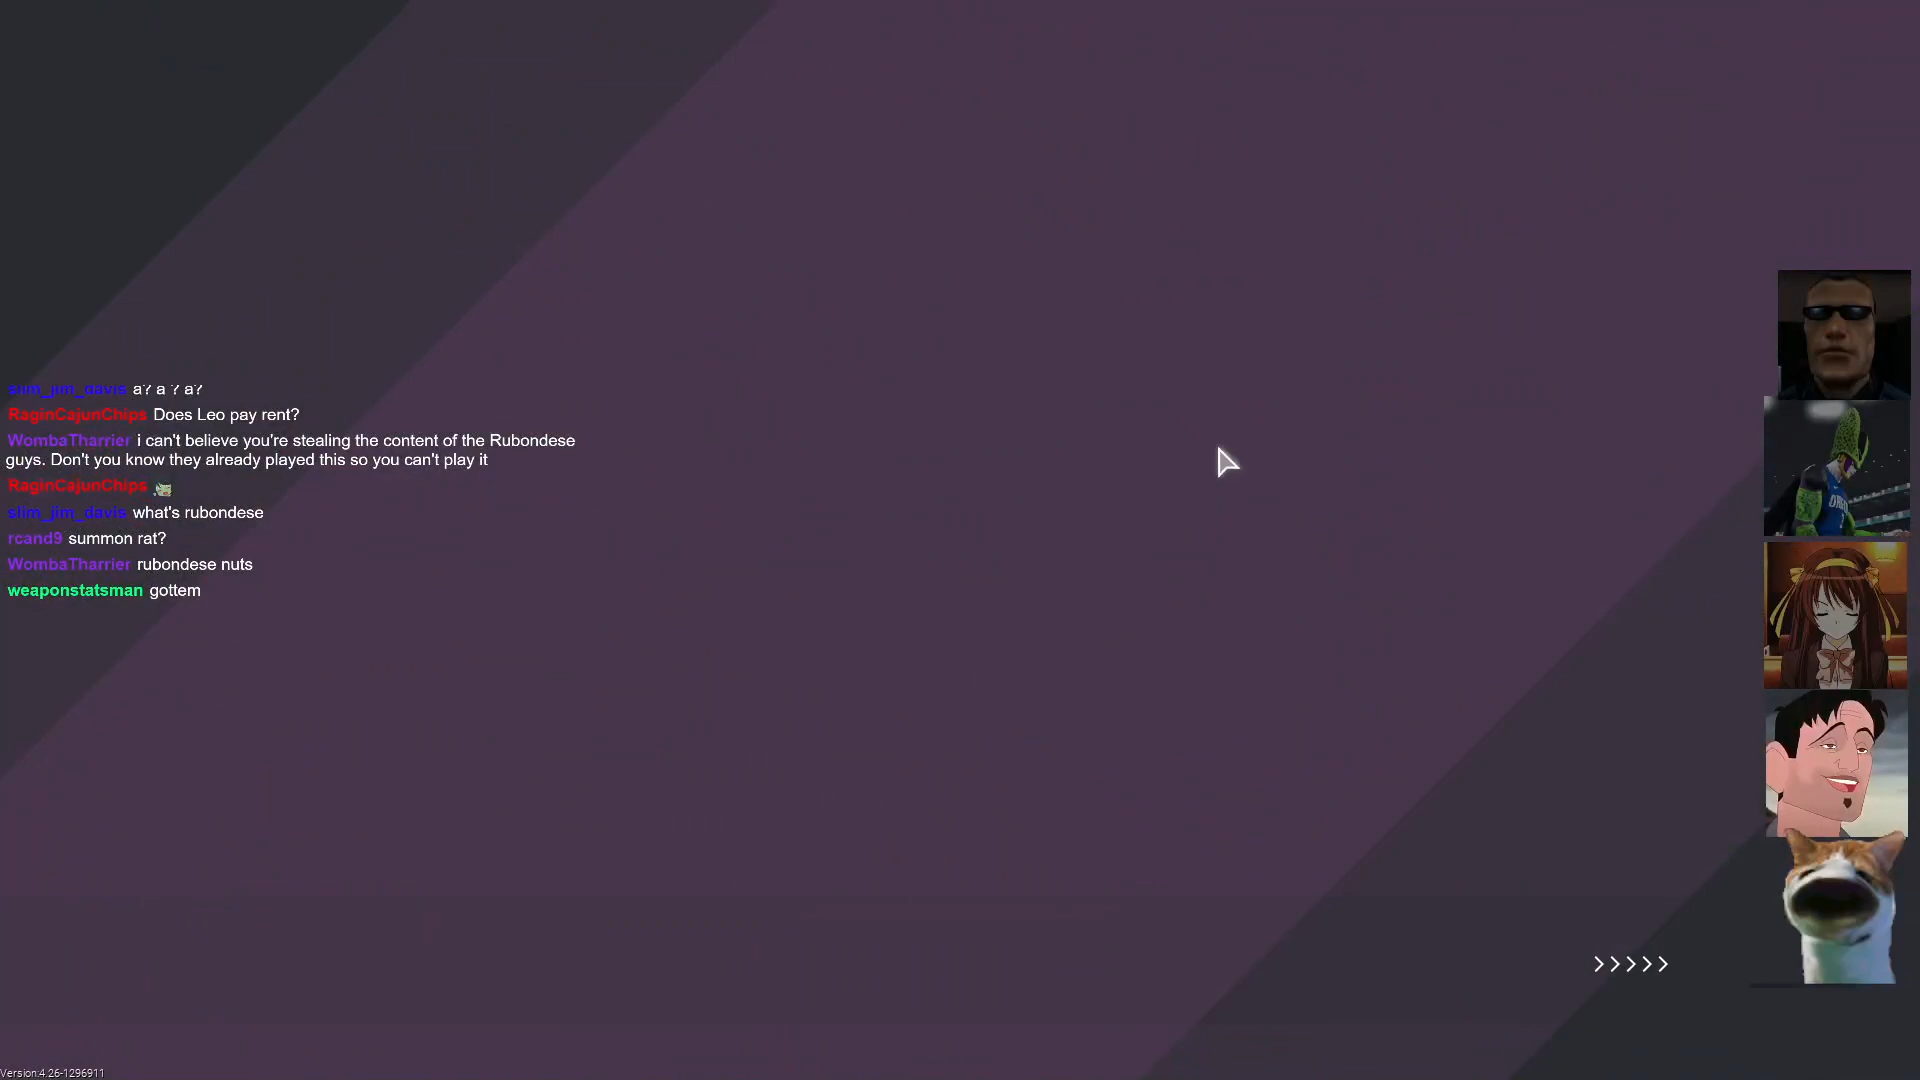 slim_jim_davis a? a ? a?
RaginCajunChips Does Leo pay rent?
WombaTharrier i can't believe you're stealing the content of the Rubondese
guys. Don't you know they already played this so you can't play it
RaginCajunChips
slim_jim_davis what's rubondese
rcand9 summon rat?
WombaTharrier rubondese nuts
weaponstatsman gottem
>>>>>
Version:4.26-1296911